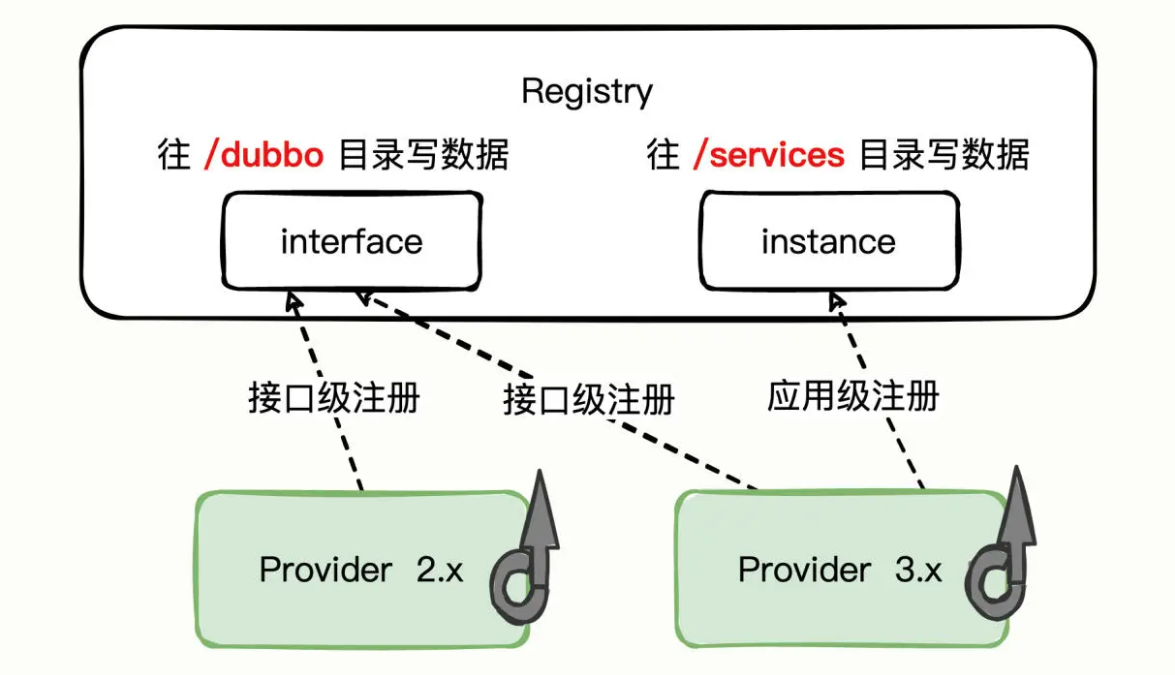 Registry
往 /dubbo 目录写数据
往 /services 目录写数据
interface
instance
接口级注册
接口级注册
应用级注册
Provider 2.x
Provider 3.x